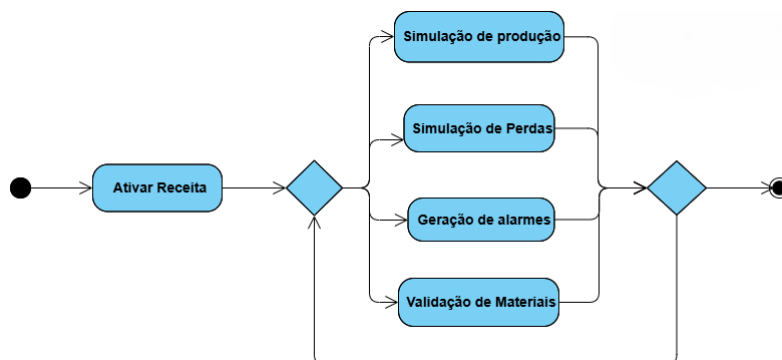 Simulação de produção
Simulação de Perdas
Ativar Receita
Geração de alarmes
Validação de Materiais